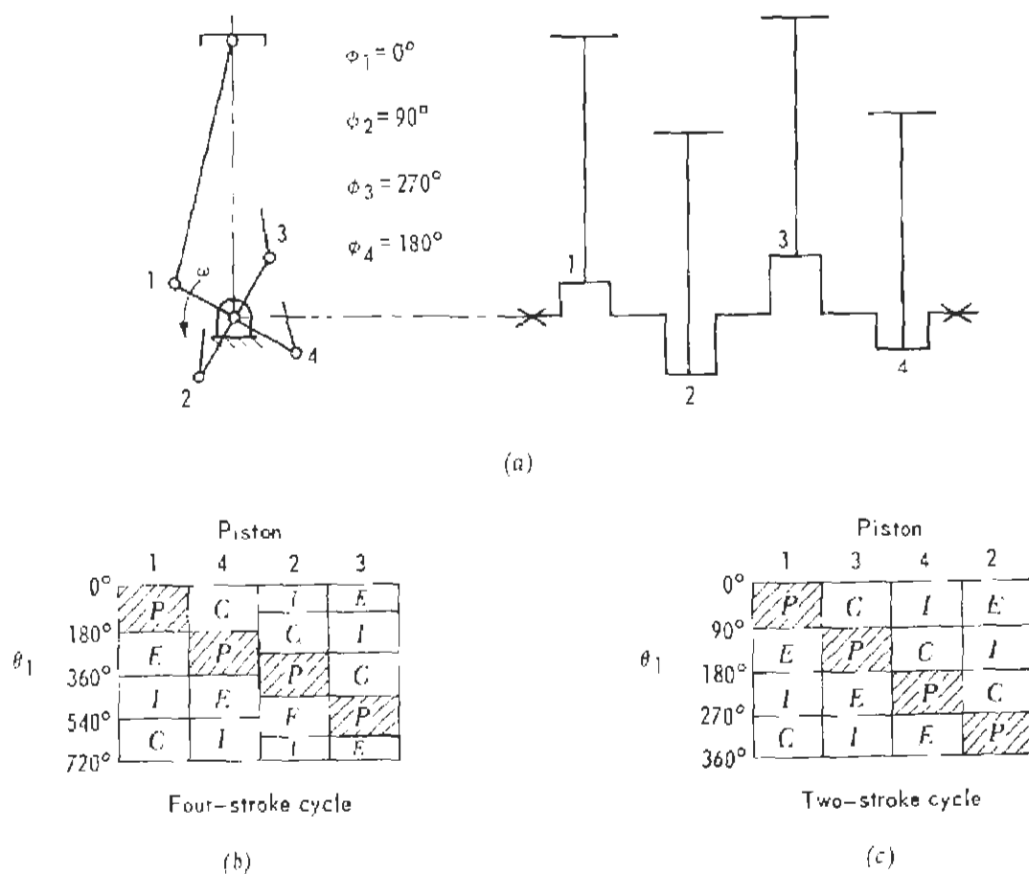 ϕ1 = 0°
ϕ2 = 90°
ϕ3 = 270°
ϕ4 = 180°
1
ω
3
2
4
1
3
2
4
(a)
Piston
1 4 2 3
0° P C I E
180° C I
E P
360° P C
I E
540° E P
C I
720° I E
θ1
Four-stroke cycle
(b)
Piston
1 3 4 2
0°
P C I E
90°
θ1 E P C I
180°
I E P C
270°
C I E P
360°
Two-stroke cycle
(c)